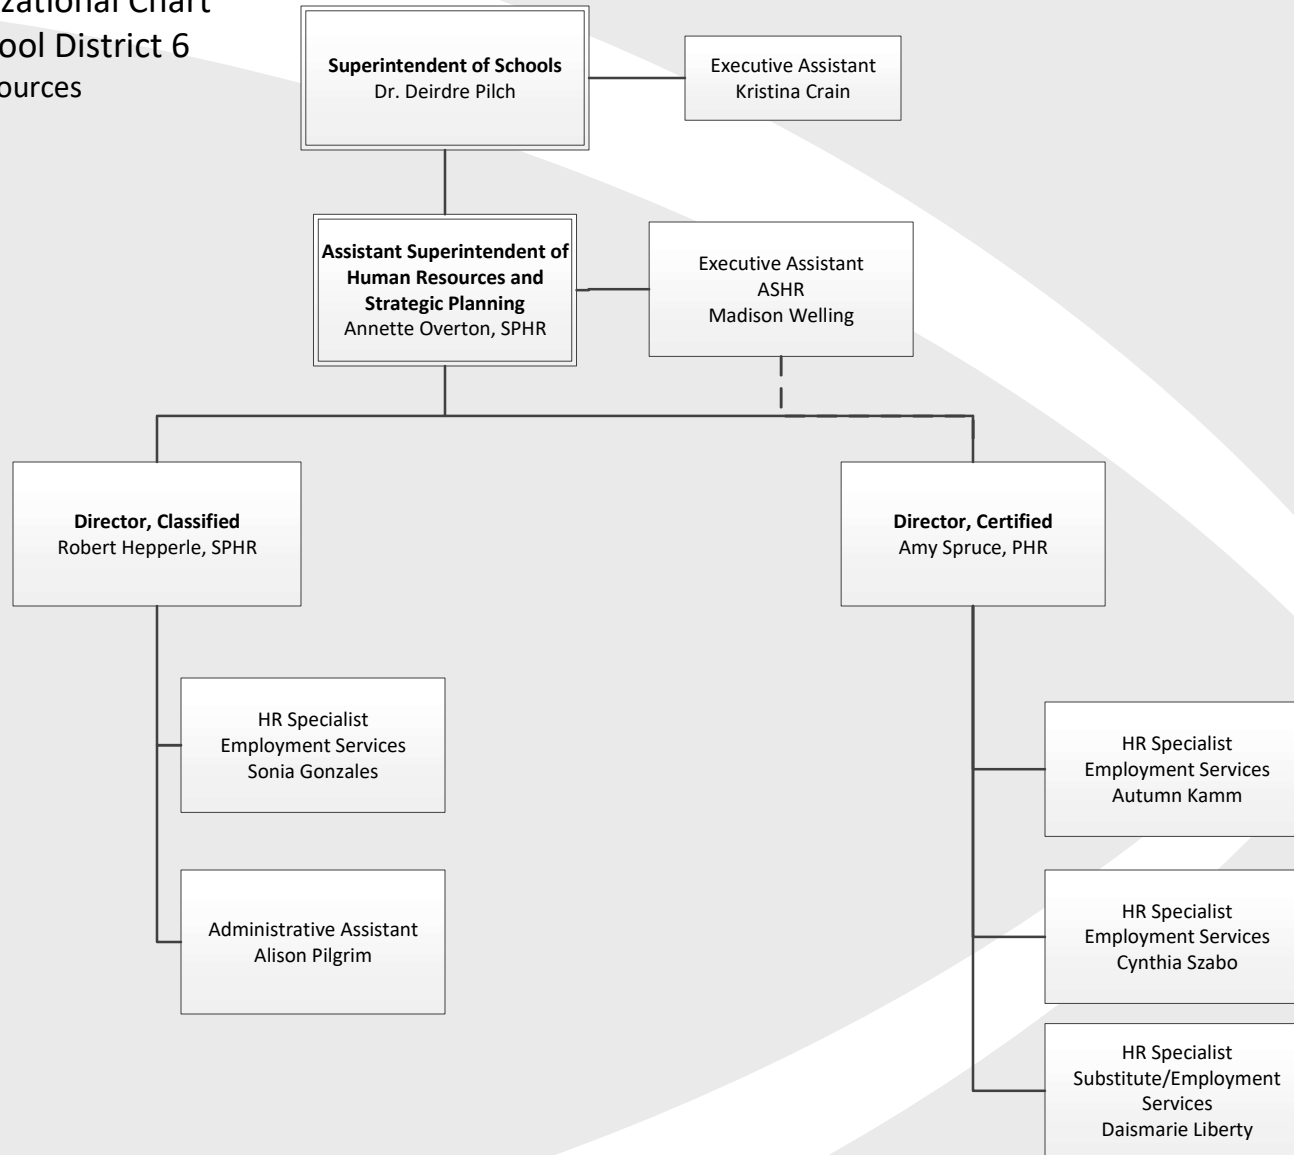 zational Chart
ool District 6
ources
Superintendent of Schools
Dr. Deirdre Pilch
Executive Assistant
Kristina Crain
Assistant Superintendent of
Human Resources and
Strategic Planning
Annette Overton, SPHR
Executive Assistant
ASHR
Madison Welling
Director, Classified
Robert Hepperle, SPHR
Director, Certified
Amy Spruce, PHR
HR Specialist
Employment Services
Sonia Gonzales
Administrative Assistant
Alison Pilgrim
HR Specialist
Employment Services
Autumn Kamm
HR Specialist
Employment Services
Cynthia Szabo
HR Specialist
Substitute/Employment
Services
Daismarie Liberty